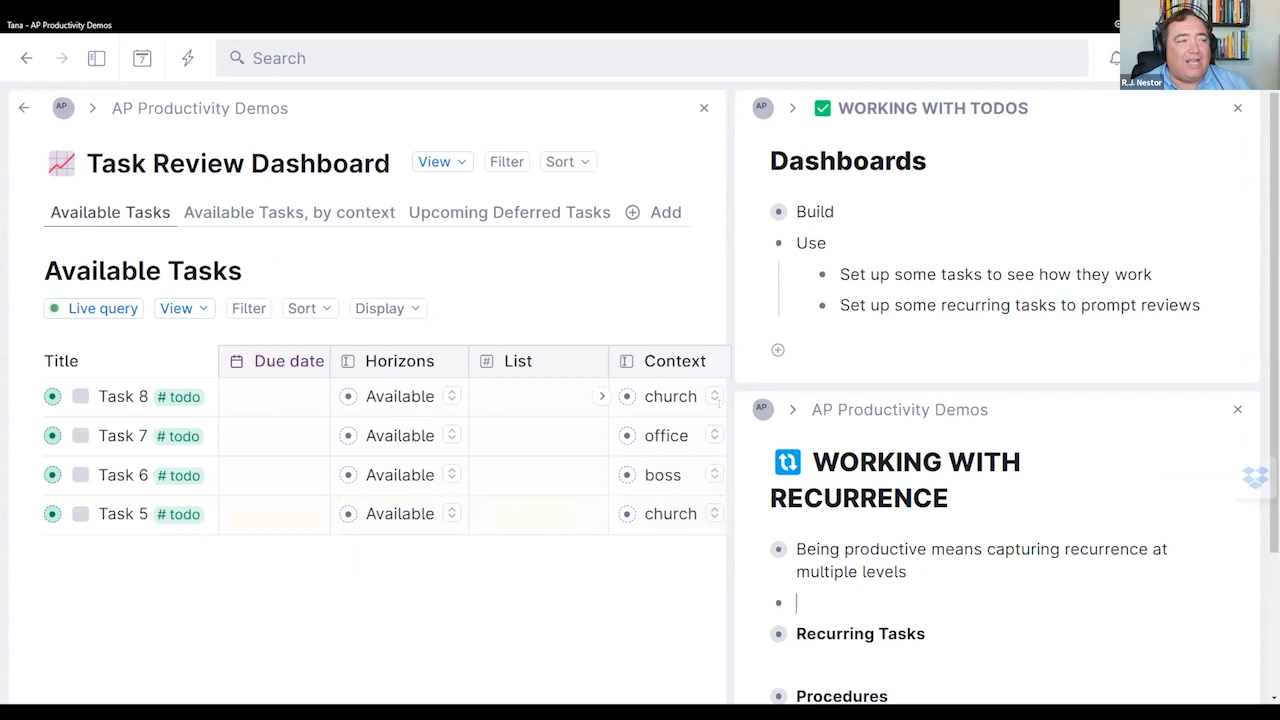 Tana - AP Productivity Demos
7
Search
R.J. Nestor
AP
AP Productivity Demos
Task Review Dashboard
View
Filter
Sort
Available Tasks
Available Tasks, by context
Upcoming Deferred Tasks
Add
Available Tasks
Live query
View
Filter
Sort
Display
Title
Due date
Horizons
List
Context
Task 8 # todo
Available
church
Task 7 # todo
Available
office
Task 6 # todo
Available
boss
Task 5 # todo
Available
church
AP
WORKING WITH TODOS
Dashboards
Build
Use
Set up some tasks to see how they work
Set up some recurring tasks to prompt reviews
AP
AP Productivity Demos
WORKING WITH
RECURRENCE
Being productive means capturing recurrence at
multiple levels
Recurring Tasks
Procedures